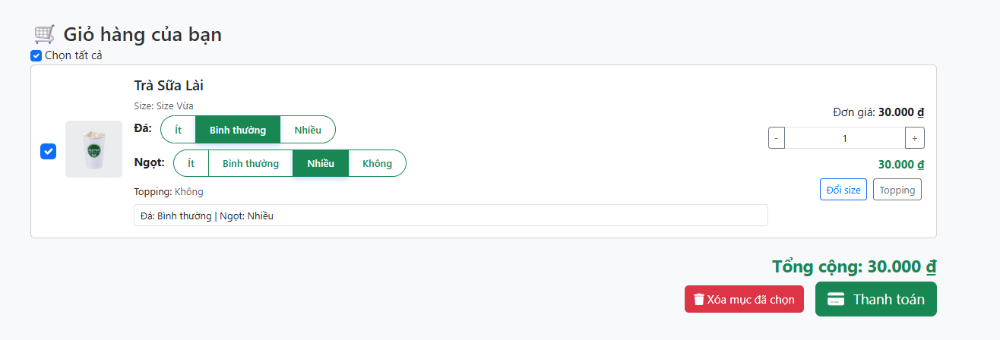 Giỏ hàng của bạn
Chọn tất cả
Trà Sữa Lài
Size: Size Vừa
Đá: Ít Bình thường Nhiều
Ngọt: Ít Bình thường Nhiều Không
Topping: Không
Đá: Bình thường | Ngọt: Nhiều
Đơn giá: 30.000 ₫
- 1 +
30.000 ₫
Đổi size Topping
Tổng cộng: 30.000 ₫
Xóa mục đã chọn Thanh toán